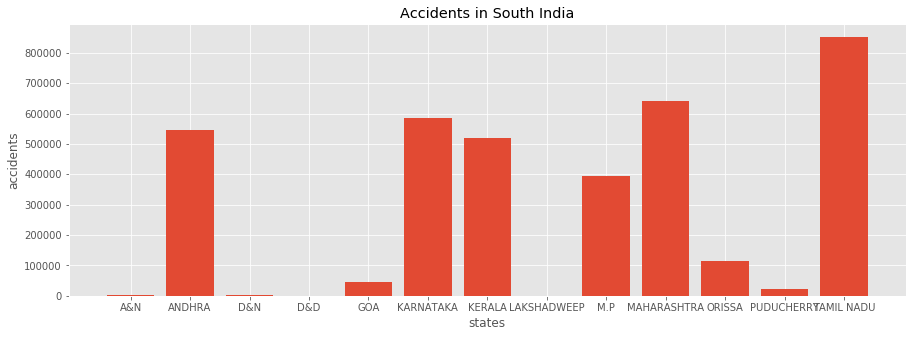 Accidents in South India
accidents
800000
700000
600000
500000
400000
300000
200000
100000
0
A&N ANDHRA D&N D&D GOA KARNATAKA KERALA LAKSHADWEEP M.P MAHARASHTRA ORISSA PUDUCHERRY TAMIL NADU
states